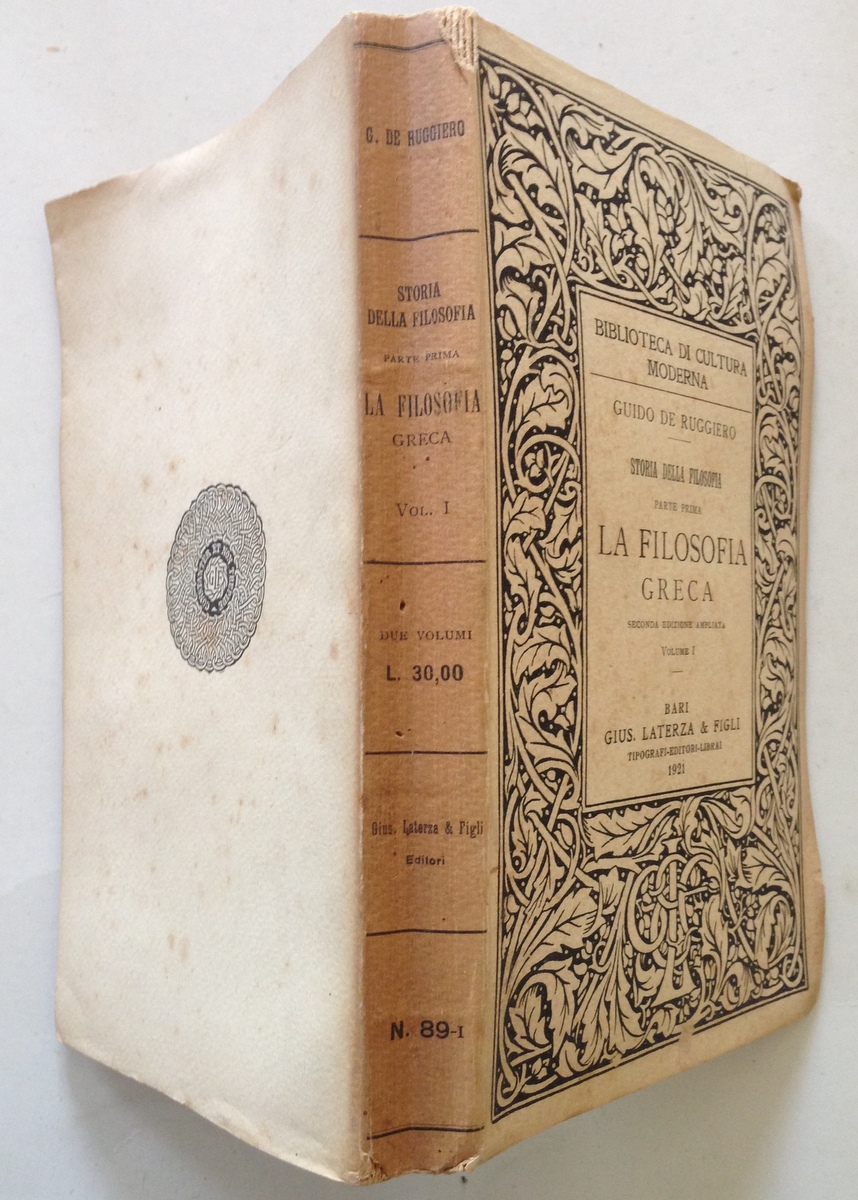 G. DE RUGGIERO
STORIA
DELLA FILOSOFIA
PARTE PRIMA
LA FILOSOFIA
GRECA
VOL. I
DUE VOLUMI
L. 30,00
Gius. Laterza & Figli
Editori
N. 89-I
BIBLIOTECA DI CULTURA
MODERNA
GUIDO DE RUGGIERO
STORIA DELLA FILOSOFIA
PARTE PRIMA
LA FILOSOFIA
GRECA
SECONDA EDIZIONE AMPLIATA
VOLUME I
BARI
GIUS. LATERZA & FIGLI
TIPOGRAFI-EDITORI-LIBRAI
1921